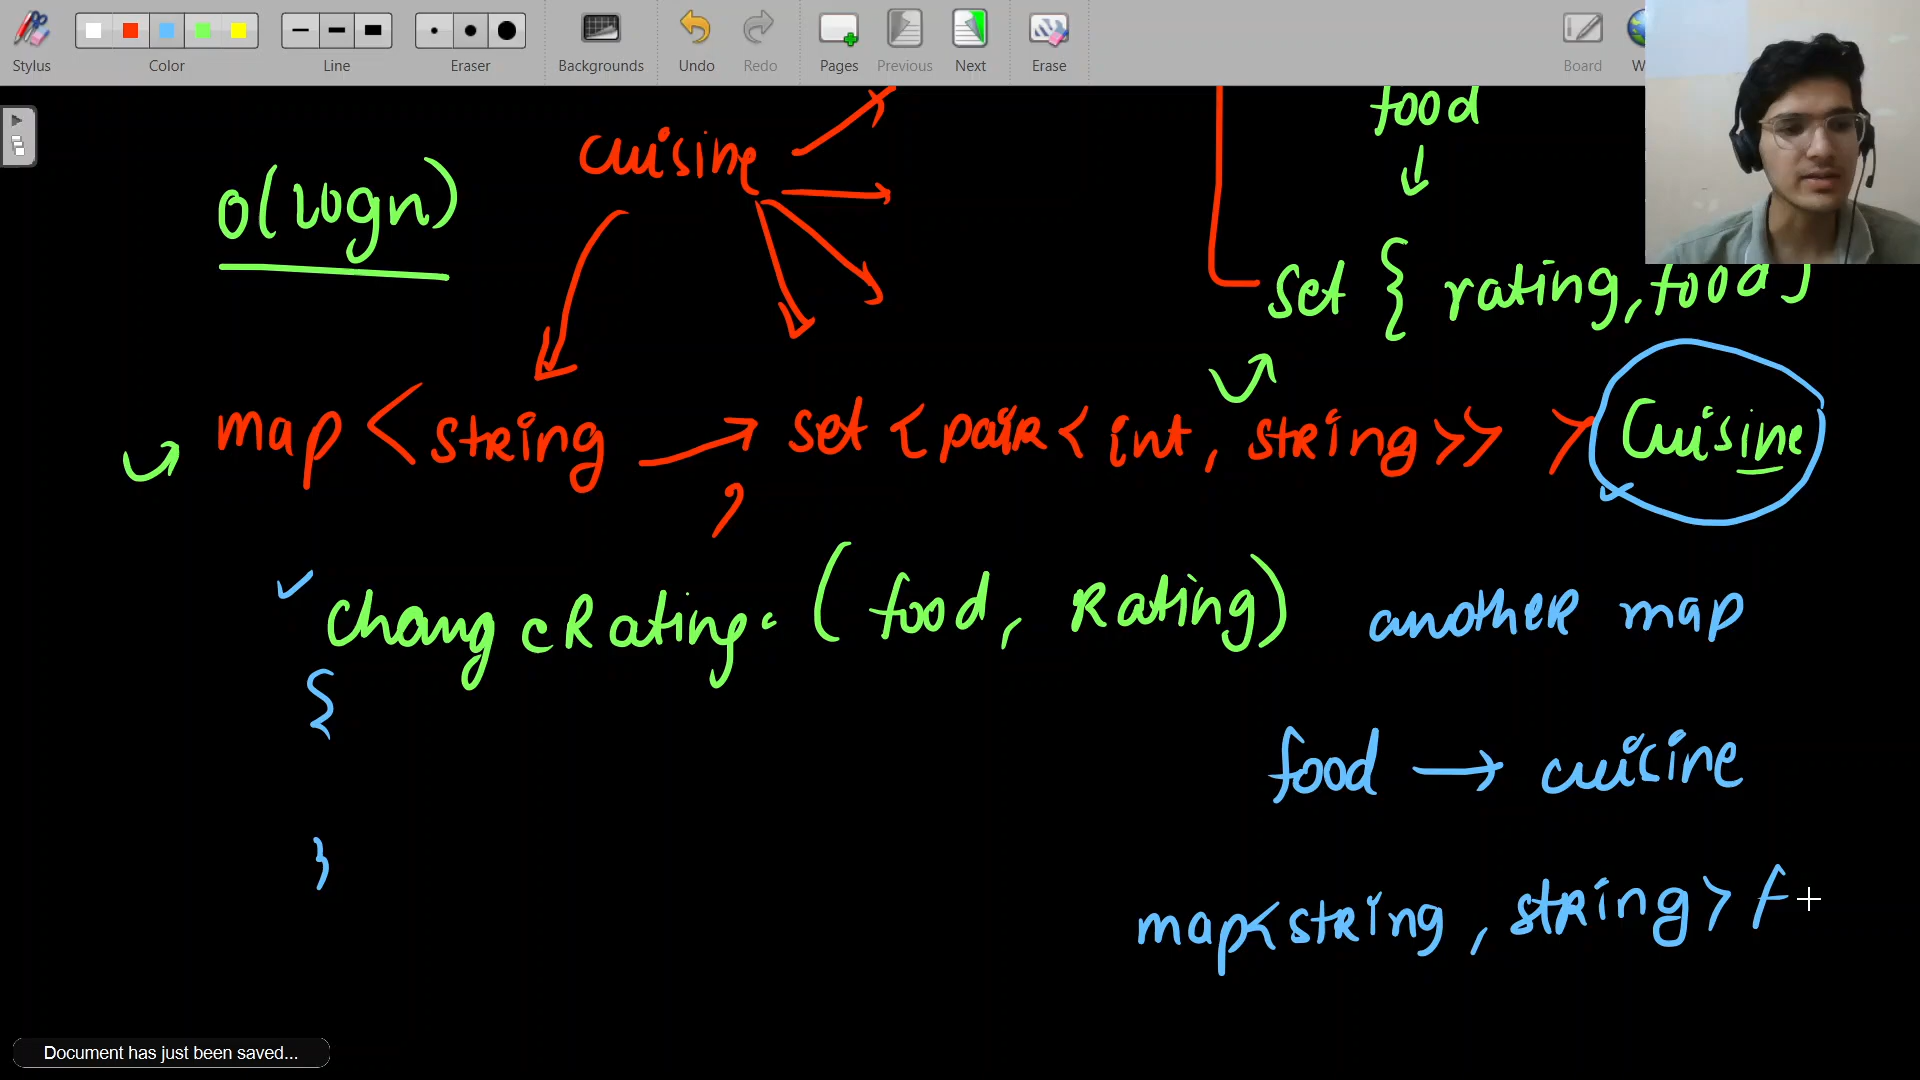 Stylus Color Line Eraser Backgrounds Undo Redo Pages Previous Next Erase Board W
food
cuisine
O(logn)
set { rating, food }
map < string , set < pair < int, string >> > Cuisine
changeRating (food, Rating) another map
{
food → cuisine
}
map<string, string> f
Document has just been saved...